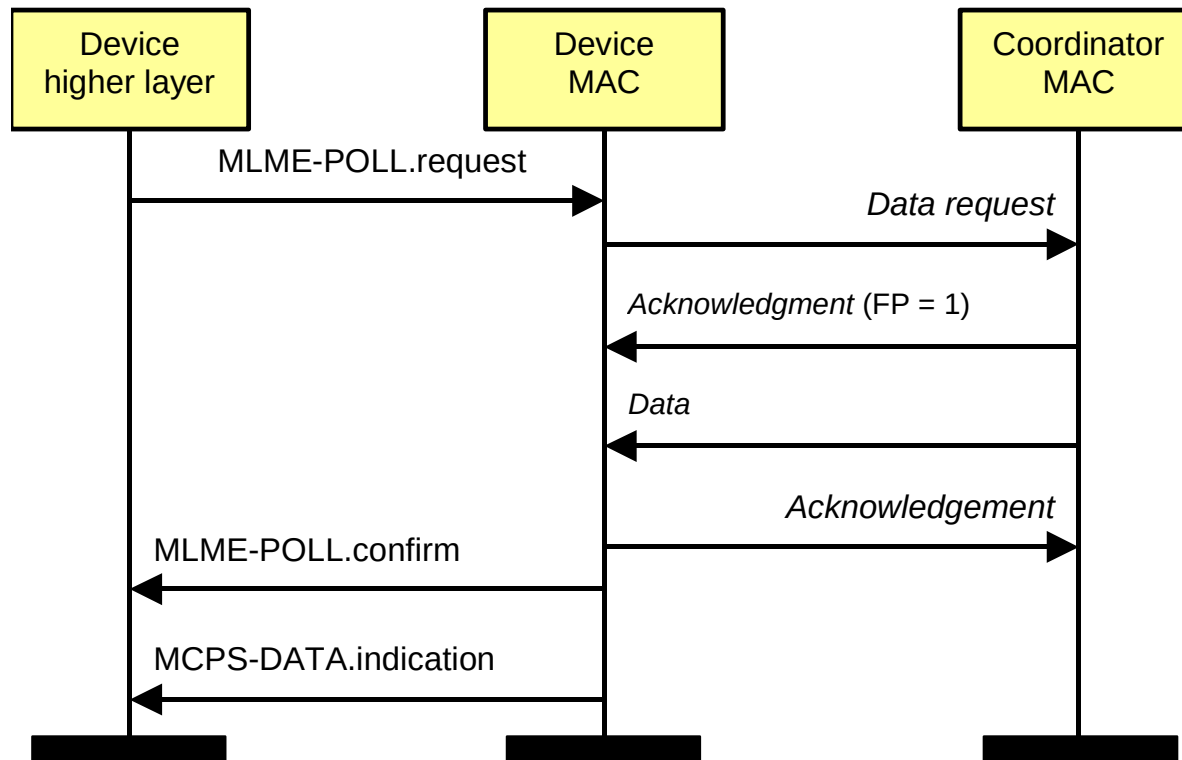 Device
higher layer
Device
MAC
Coordinator
MAC
MLME-POLL.request
Data request
Acknowledgment (FP = 1)
Data
Acknowledgement
MLME-POLL.confirm
MCPS-DATA.indication